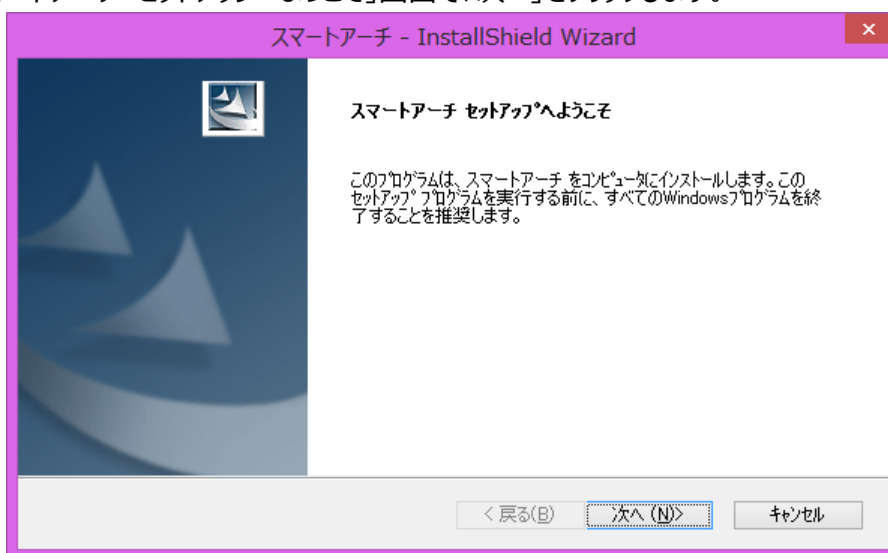 スマートアーチ - InstallShield Wizard
スマートアーチ セットアップへようこそ
このプログラムは、スマートアーチ をコンピュータにインストールします。この
セットアップ プログラムを実行する前に、すべてのWindowsプログラムを終
了することを推奨します。
< 戻る(B)
次へ (N)>
キャンセル